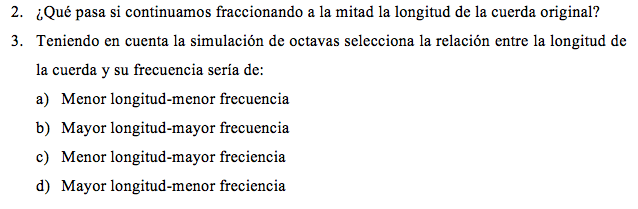 2. ¿Qué pasa si continuamos fraccionando a la mitad la longitud de la cuerda original?
3. Teniendo en cuenta la simulación de octavas selecciona la relación entre la longitud de
la cuerda y su frecuencia sería de:
a) Menor longitud-menor frecuencia
b) Mayor longitud-mayor frecuencia
c) Menor longitud-mayor freciencia
d) Mayor longitud-menor freciencia